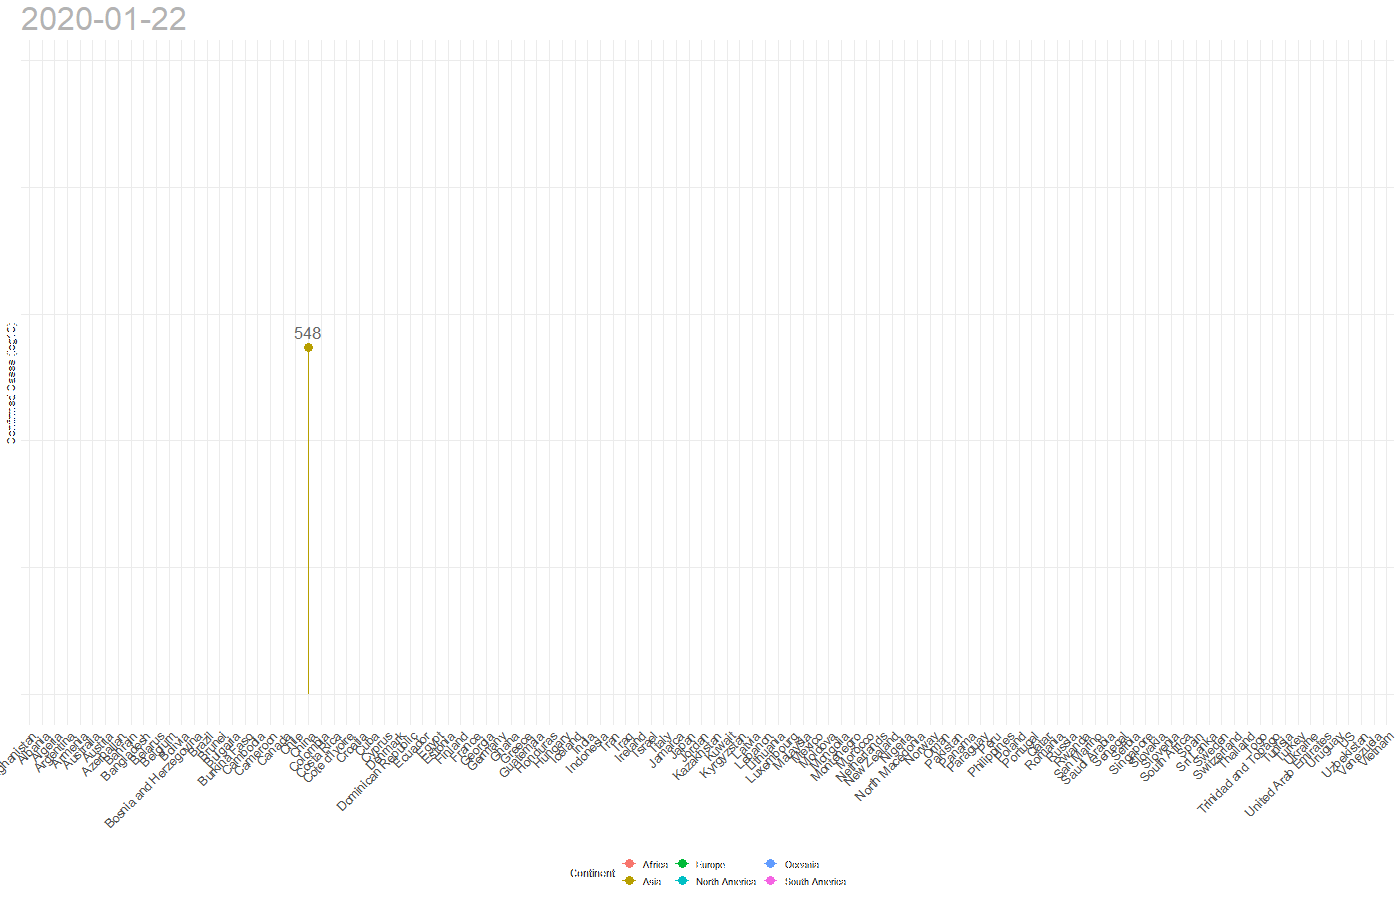 2020-01-22
Confirmed Cases (log10)
548
Afghanistan
Albania
Algeria
Argentina
Armenia
Australia
Austria
Azerbaijan
Bahrain
Bangladesh
Belarus
Belgium
Bolivia
Bosnia and Herzegovina
Brazil
Brunei
Bulgaria
Burkina Faso
Cambodia
Cameroon
Canada
Chile
China
Colombia
Costa Rica
Cote d'Ivoire
Croatia
Cuba
Cyprus
Denmark
Dominican Republic
Ecuador
Egypt
Estonia
Finland
France
Georgia
Germany
Ghana
Greece
Guatemala
Honduras
Hungary
Iceland
India
Indonesia
Iran
Iraq
Ireland
Israel
Italy
Jamaica
Japan
Jordan
Kazakhstan
Kuwait
Kyrgyzstan
Latvia
Lebanon
Lithuania
Luxembourg
Malaysia
Mexico
Moldova
Mongolia
Montenegro
Morocco
Netherlands
New Zealand
Nigeria
North Macedonia
Norway
Oman
Pakistan
Panama
Paraguay
Peru
Philippines
Poland
Portugal
Qatar
Romania
Russia
Rwanda
San Marino
Saudi Arabia
Senegal
Serbia
Singapore
Slovakia
Slovenia
South Africa
Spain
Sri Lanka
Sweden
Switzerland
Thailand
Togo
Trinidad and Tobago
Tunisia
Turkey
Ukraine
United Arab Emirates
Uruguay
US
Uzbekistan
Venezuela
Vietnam
Continent
Africa
Asia
Europe
North America
Oceania
South America